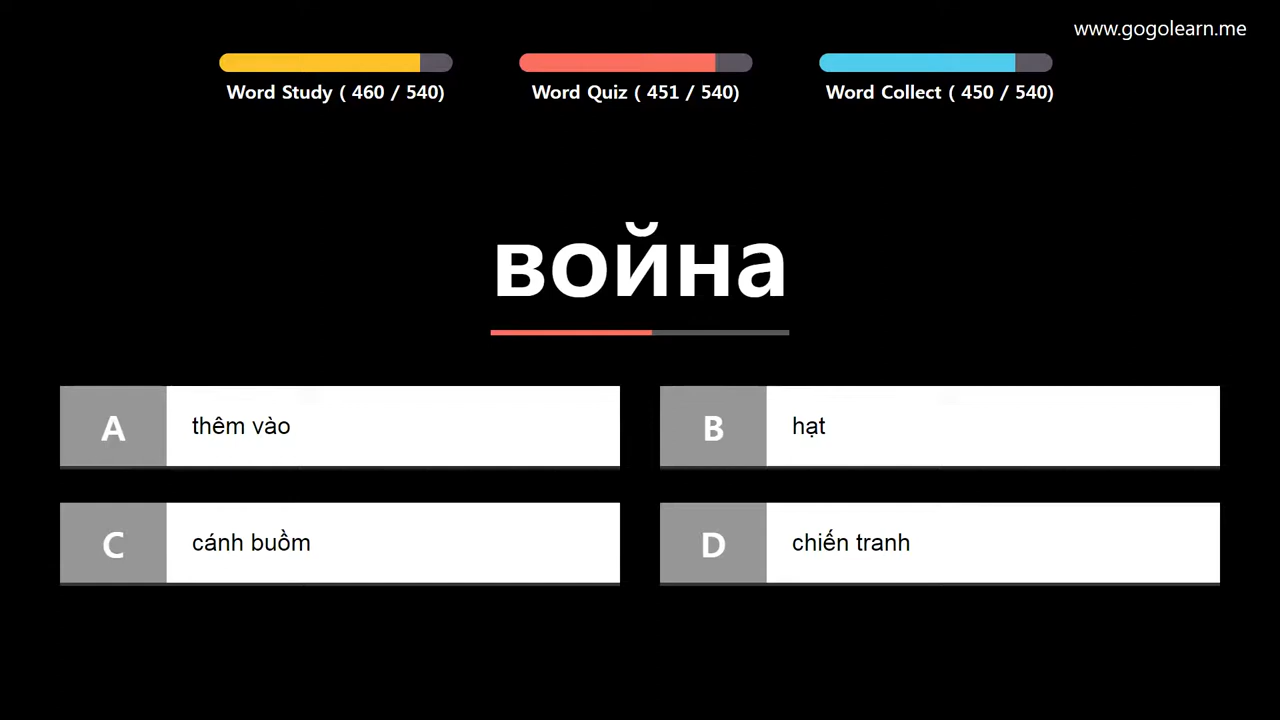 www.gogolearn.me
Word Study ( 460 / 540)
Word Quiz ( 451 / 540)
Word Collect ( 450 / 540)
война
A
thêm vào
B
hạt
C
cánh buồm
D
chiến tranh